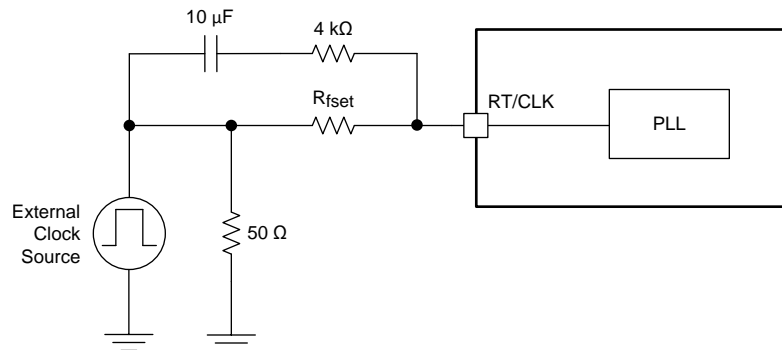 10 µF
4 kΩ
Rfset
RT/CLK
PLL
External
Clock
Source
50 Ω